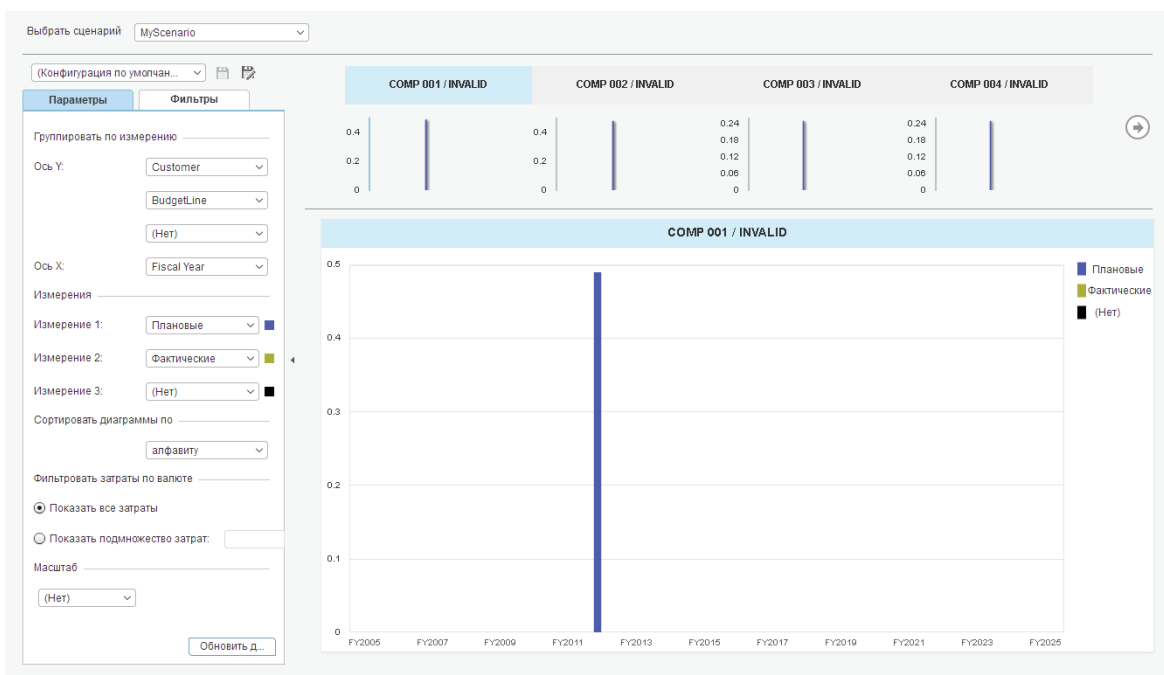 Выбрать сценарий MyScenario
(Конфигурация по умолчан...
Параметры Фильтры
Группировать по измерению
Ось Y: Customer
BudgetLine
(Нет)
Ось X: Fiscal Year
Измерения
Измерение 1: Плановые
Измерение 2: Фактические
Измерение 3: (Нет)
Сортировать диаграммы по
алфавиту
Фильтровать затраты по валюте
Показать все затраты
Показать подмножество затрат:
Масштаб
(Нет)
Обновить д...
COMP 001 / INVALID COMP 002 / INVALID COMP 003 / INVALID COMP 004 / INVALID
0.4
0.2
0
0.4
0.2
0
0.24
0.18
0.12
0.06
0
0.24
0.18
0.12
0.06
0
COMP 001 / INVALID
0.5
0.4
0.3
0.2
0.1
0
FY2005 FY2007 FY2009 FY2011 FY2013 FY2015 FY2017 FY2019 FY2021 FY2023 FY2025
Плановые
Фактические
(Нет)